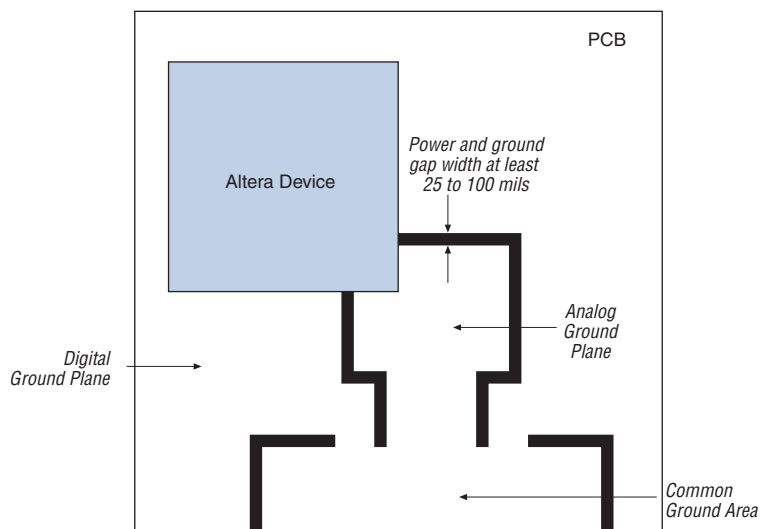 PCB
Altera Device
Power and ground
gap width at least
25 to 100 mils
Analog
Ground
Plane
Digital
Ground Plane
Common
Ground Area